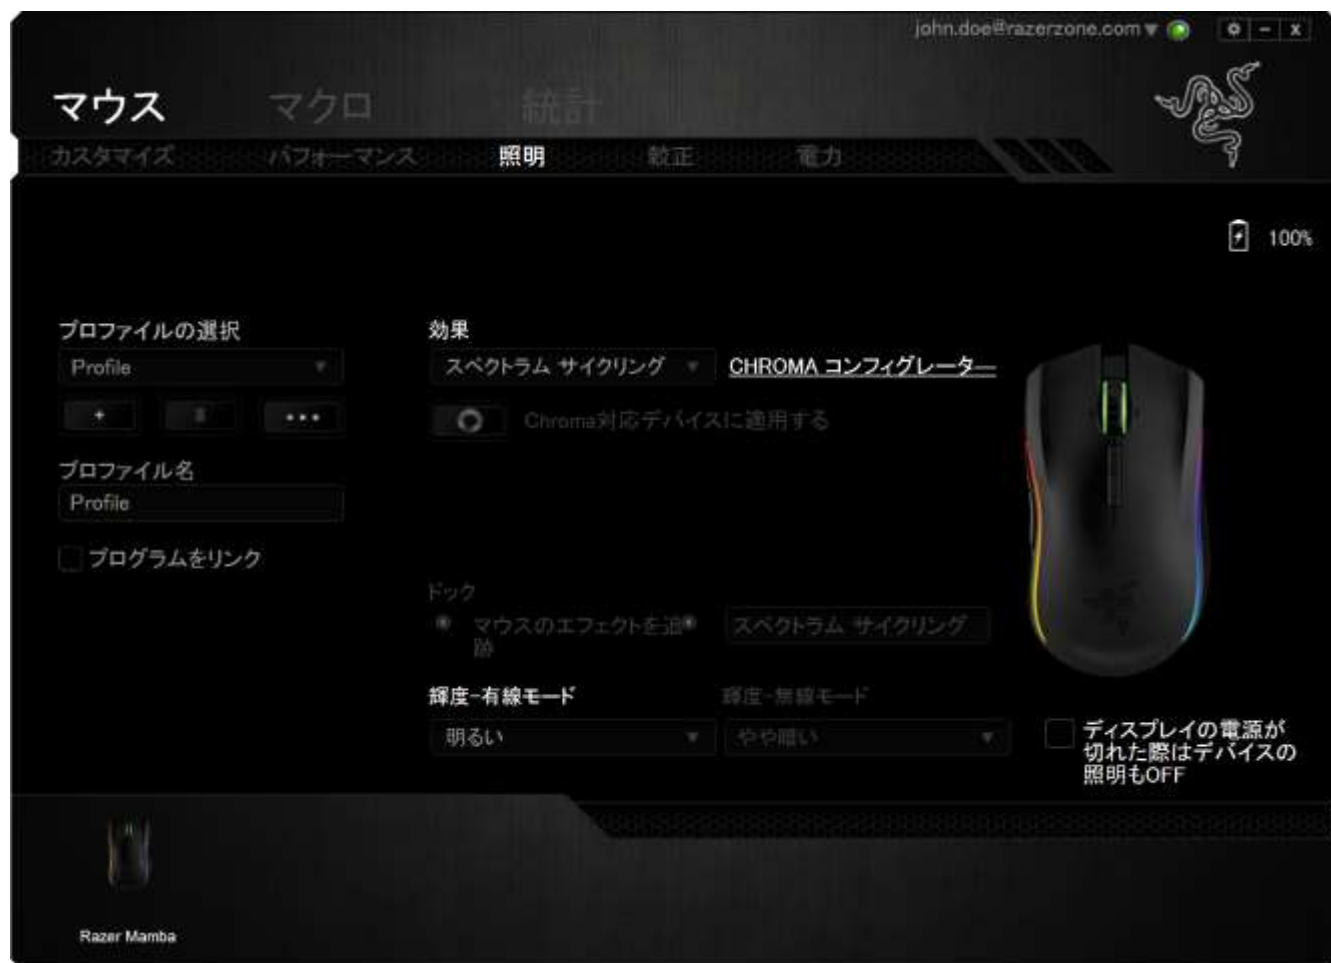 john.doe@razerzone.com
マウス マクロ 統計
カスタマイズ パフォーマンス 照明 較正 電力
100%
プロファイルの選択
Profile
+
プロファイル名
Profile
プログラムをリンク
効果
スペクトラム サイクリング CHROMA コンフィグレーター
Chroma対応デバイスに適用する
ドック
マウスのエフェクトを追
跡
スペクトラム サイクリング
輝度-有線モード
明るい
輝度-無線モード
やや暗い
ディスプレイの電源が
切れた際はデバイスの
照明もOFF
Razer Mamba